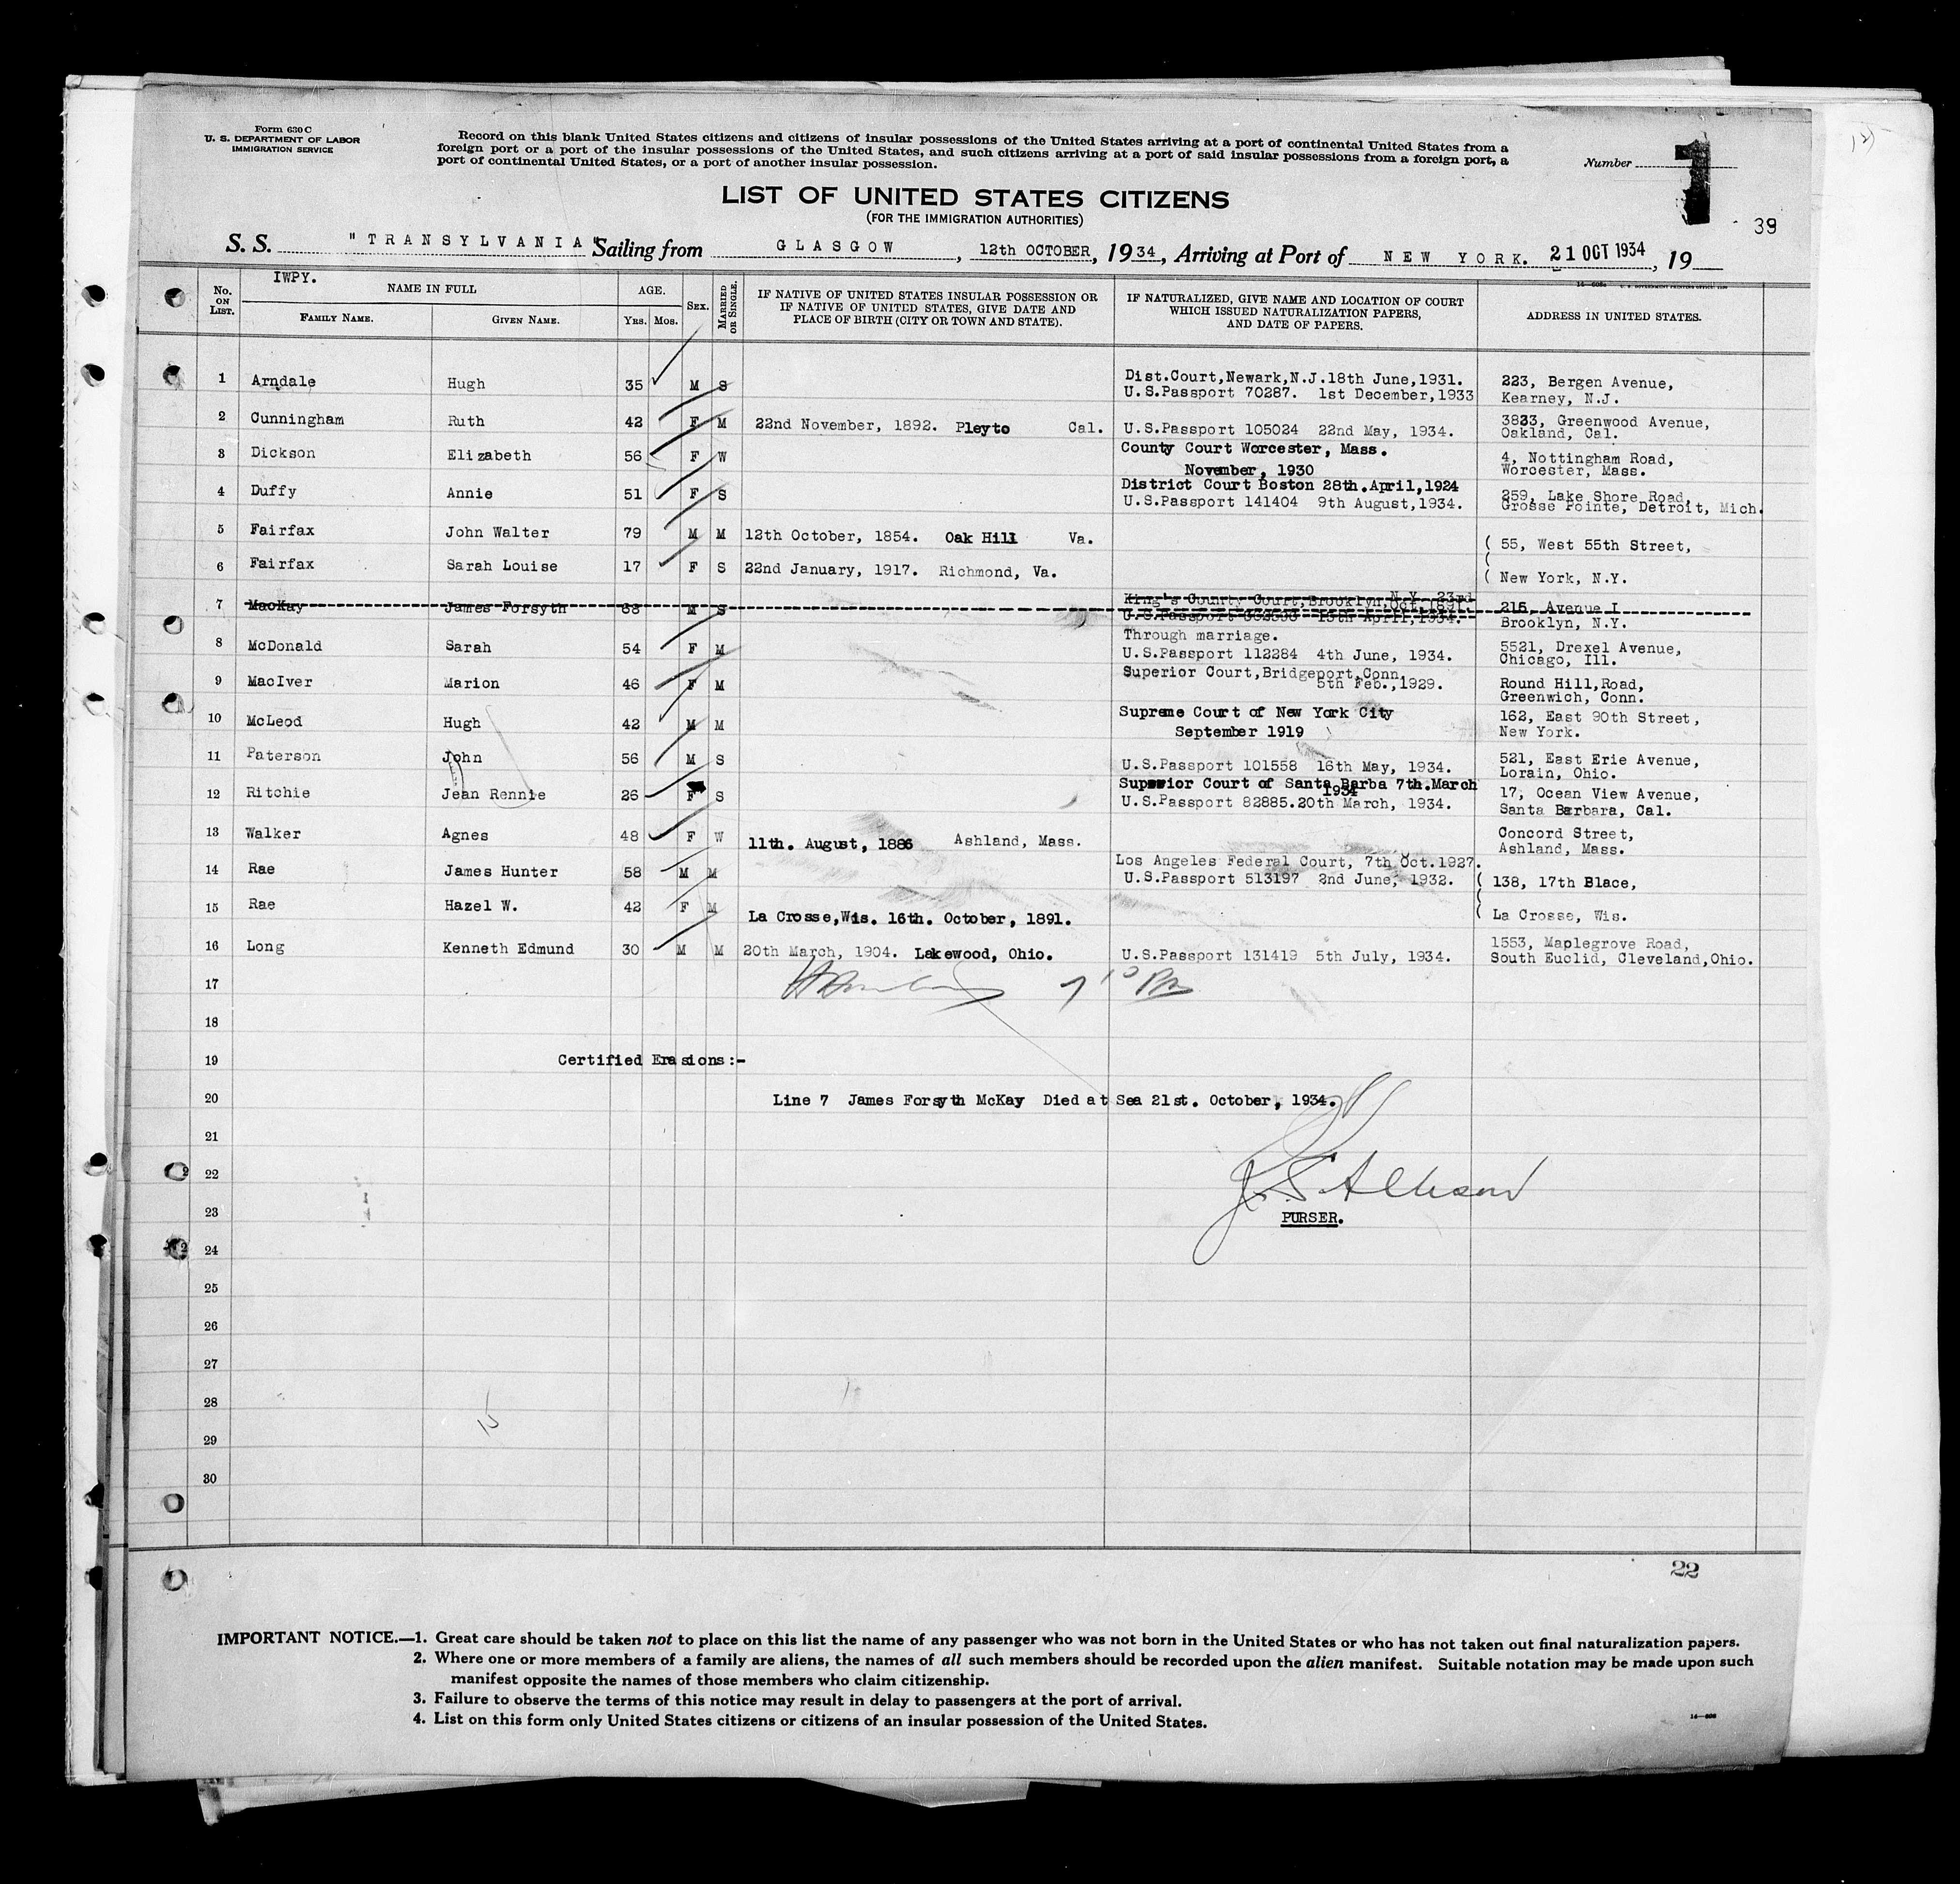 Form 630 C
U. S. DEPARTMENT OF LABOR
IMMIGRATION SERVICE
Record on this blank United States citizens and citizens of insular possessions of the United States arriving at a port of continental United States from a
foreign port or a port of the insular possessions of the United States, and such citizens arriving at a port of said insular possessions from a foreign port, a
port of continental United States, or a port of another insular possession.
Number 1
LIST OF UNITED STATES CITIZENS
(FOR THE IMMIGRATION AUTHORITIES)
39
S. S. "TRANSYLVANIA" Sailing from GLASGOW, 12th OCTOBER, 1934, Arriving at Port of NEW YORK. 21 OCT 1934, 19
IWPY.
No. ON LIST. NAME IN FULL FAMILY NAME. GIVEN NAME. AGE. Yrs. Mos. SEX. MARRIED OR SINGLE. IF NATIVE OF UNITED STATES INSULAR POSSESSION OR IF NATIVE OF UNITED STATES, GIVE DATE AND PLACE OF BIRTH (CITY OR TOWN AND STATE). IF NATURALIZED, GIVE NAME AND LOCATION OF COURT WHICH ISSUED NATURALIZATION PAPERS, AND DATE OF PAPERS. ADDRESS IN UNITED STATES.
1 Arndale Hugh 35 M S Dist.Court,Newark,N.J.18th June,1931. U.S.Passport 70287. 1st December,1933 223, Bergen Avenue, Kearney, N.J.
2 Cunningham Ruth 42 F M 22nd November, 1892. Pleyto Cal. U.S.Passport 105024 22nd May, 1934. 3833, Greenwood Avenue, Oakland, Cal.
3 Dickson Elizabeth 56 F W County Court Worcester, Mass. November, 1930 4, Nottingham Road, Worcester, Mass.
4 Duffy Annie 51 F S District Court Boston 28th.April,1924 U.S.Passport 141404 9th August,1934. 259, Lake Shore Road, Grosse Pointe, Detroit, Mich.
5 Fairfax John Walter 79 M M 12th October, 1854. Oak Hill Va. ( 55, West 55th Street,
6 Fairfax Sarah Louise 17 F S 22nd January, 1917. Richmond, Va. ( New York, N.Y.
7 MacKay James Forsyth 68 M S King's County Court,Brooklyn, N.Y. 23rd Oct.1891. U.S.Passport 13th April,1934. 215, Avenue I Brooklyn, N.Y.
8 McDonald Sarah 54 F M Through marriage. U.S.Passport 112284 4th June, 1934. 5521, Drexel Avenue, Chicago, Ill.
9 MacIver Marion 46 F M Superior Court,Bridgeport,Conn 5th Feb.,1929. Round Hill,Road, Greenwich, Conn.
10 McLeod Hugh 42 M M Supreme Court of New York City September 1919 162, East 90th Street, New York.
11 Paterson John 56 M S U.S.Passport 101558 16th May, 1934. 521, East Erie Avenue, Lorain, Ohio.
12 Ritchie Jean Rennie 26 F S Superior Court of Santa Barba 7th.March 1934 U.S.Passport 82885.20th March, 1934. 17, Ocean View Avenue, Santa Barbara, Cal.
13 Walker Agnes 48 F W 11th. August, 1886 Ashland, Mass. Concord Street, Ashland, Mass.
14 Rae James Hunter 58 M M Los Angeles Federal Court, 7th Oct.1927. U.S.Passport 513197 2nd June, 1932. ( 138, 17th Blace,
15 Rae Hazel W. 42 F M La Crosse,Wis. 16th. October, 1891. ( La Crosse, Wis.
16 Long Kenneth Edmund 30 M M 20th March, 1904. Lakewood, Ohio. U.S.Passport 131419 5th July, 1934. 1553, Maplegrove Road, South Euclid, Cleveland,Ohio.
17 7 10 Pm
18
19 Certified Erasions:-
20 Line 7 James Forsyth McKay Died at Sea 21st. October, 1934.
21
22
23 PURSER.
24
25
26
27
28
29
30
15
22
IMPORTANT NOTICE.—1. Great care should be taken not to place on this list the name of any passenger who was not born in the United States or who has not taken out final naturalization papers.
2. Where one or more members of a family are aliens, the names of all such members should be recorded upon the alien manifest. Suitable notation may be made upon such
manifest opposite the names of those members who claim citizenship.
3. Failure to observe the terms of this notice may result in delay to passengers at the port of arrival.
4. List on this form only United States citizens or citizens of an insular possession of the United States.